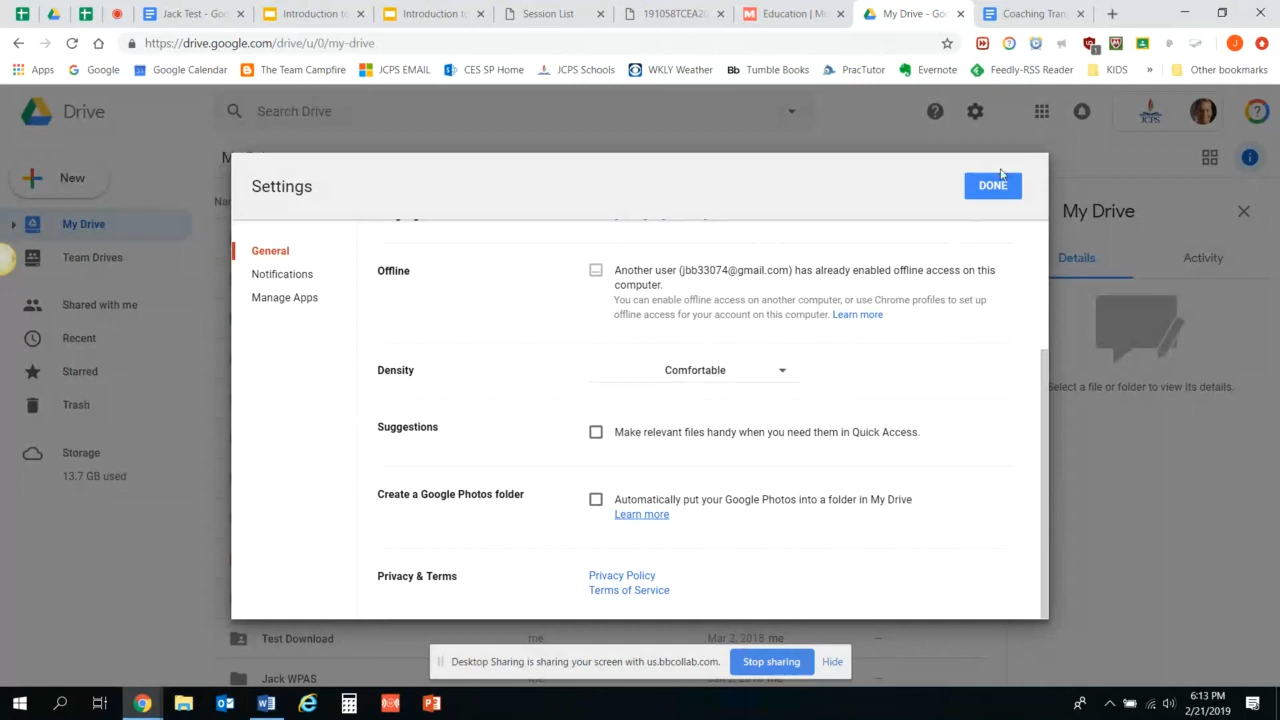 Jack Test - G
Introduction to
Introduction to
Session List
191058TCEA20
Education | M
My Drive - Goo
Coaching Tran
https://drive.google.com/drive/u/0/my-drive
1
J
Apps
Google
Google Calendar
The Team Campfire
JCPS EMAIL
CES SP Home
JCPS Schools
WKLY Weather
Bb Tumble Books
PracTutor
Evernote
Feedly-RSS Reader
KIDS
»
Other bookmarks
Drive
Search Drive
JCPS
New
My Drive
Team Drives
Shared with me
Recent
Starred
Trash
Storage
13.7 GB used
Settings
DONE
General
Notifications
Manage Apps
Offline
Another user (jbb33074@gmail.com) has already enabled offline access on this
computer.
You can enable offline access on another computer, or use Chrome profiles to set up
offline access for your account on this computer. Learn more
Density
Comfortable
Suggestions
Make relevant files handy when you need them in Quick Access.
Create a Google Photos folder
Automatically put your Google Photos into a folder in My Drive
Learn more
Privacy & Terms
Privacy Policy
Terms of Service
My Drive
Details
Activity
Select a file or folder to view its details.
Test Download
me
Mar 2, 2018 me
—
Jack WPAS
Desktop Sharing is sharing your screen with us.bbcollab.com.
Stop sharing
Hide
6:13 PM
2/21/2019